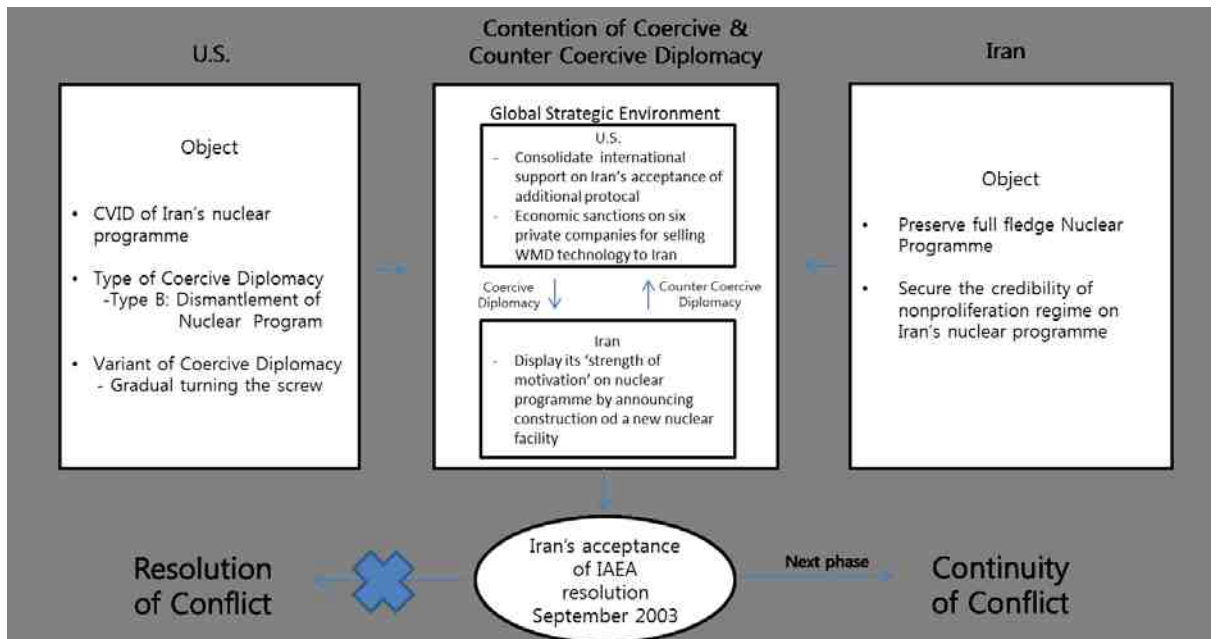 U.S.
Contention of Coercive &
Counter Coercive Diplomacy
Iran
Object
• CVID of Iran's nuclear
programme
• Type of Coercive Diplomacy
-Type B: Dismantlement of
Nuclear Program
• Variant of Coercive Diplomacy
- Gradual turning the screw
Global Strategic Environment
U.S.
- Consolidate international
support on Iran's acceptance of
additional protocal
- Economic sanctions on six
private companies for selling
WMD technology to Iran
Coercive
Diplomacy
Counter Coercive
Diplomacy
Iran
- Display its 'strength of
motivation' on nuclear
programme by announcing
construction od a new nuclear
facility
Object
• Preserve full fledge Nuclear
Programme
• Secure the credibility of
nonproliferation regime on
Iran's nuclear programme
Resolution
of Conflict
Iran's acceptance
of IAEA
resolution
September 2003
Next phase
Continuity
of Conflict